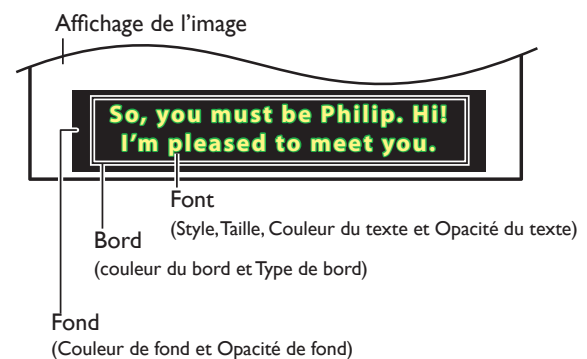 Affichage de l’image
So, you must be Philip. Hi!
I’m pleased to meet you.
Font
(Style, Taille, Couleur du texte et Opacité du texte)
Bord
(couleur du bord et Type de bord)
Fond
(Couleur de fond et Opacité de fond)